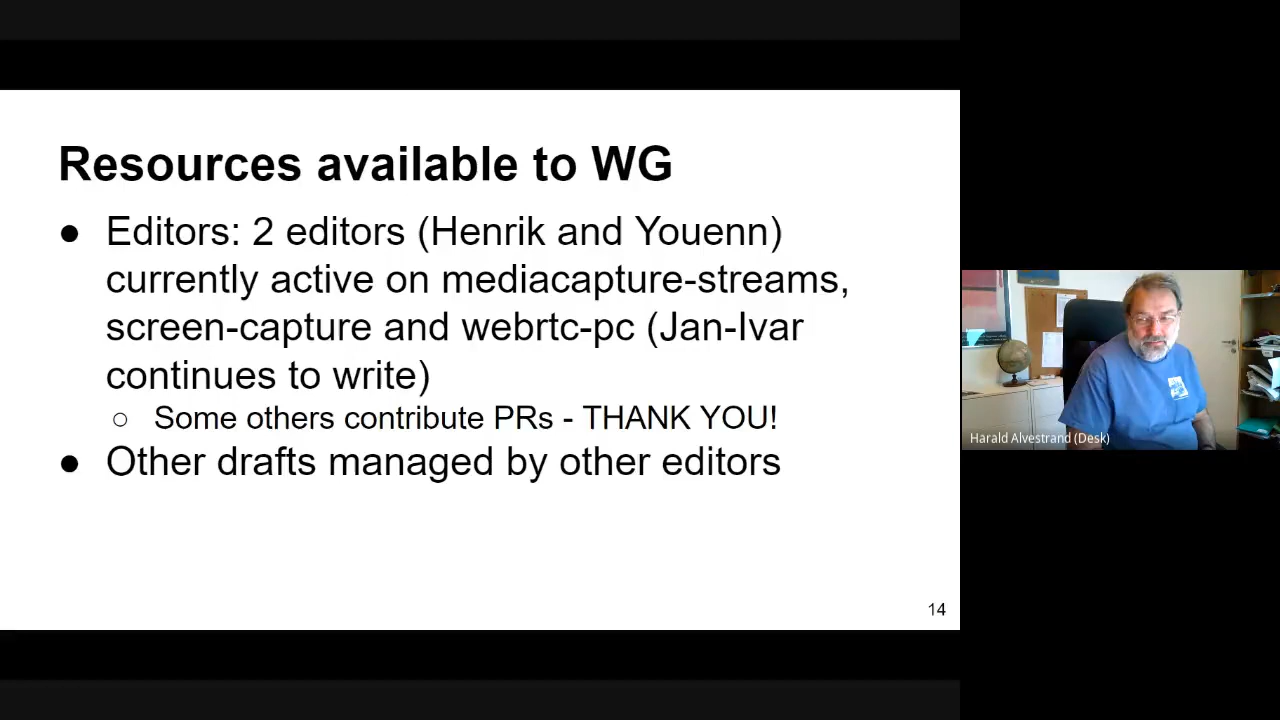 Resources available to WG
● Editors: 2 editors (Henrik and Youenn)
currently active on mediacapture-streams,
screen-capture and webrtc-pc (Jan-Ivar
continues to write)
○ Some others contribute PRs - THANK YOU!
● Other drafts managed by other editors
14
Harald Alvestrand (Desk)